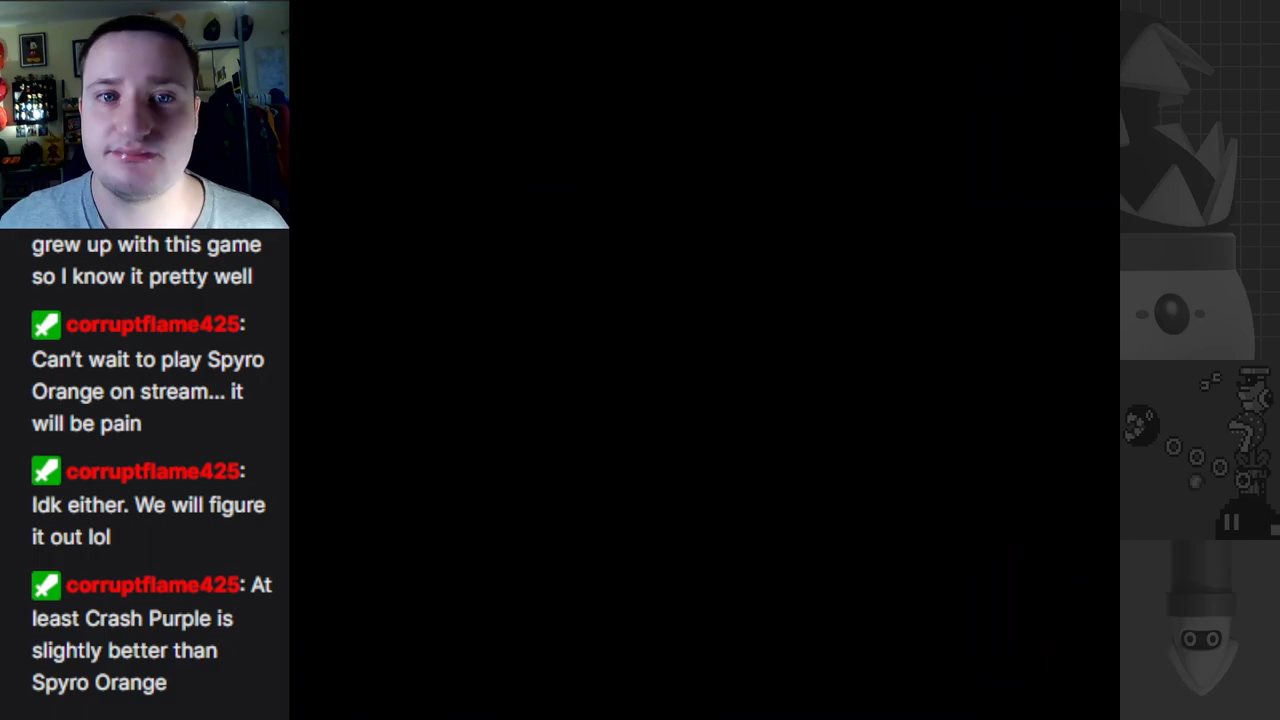 grew up with this game
so I know it pretty well
corruptflame425:
Can't wait to play Spyro
Orange on stream... it
will be pain
corruptflame425:
Idk either. We will figure
it out lol
corruptflame425: At
least Crash Purple is
slightly better than
Spyro Orange